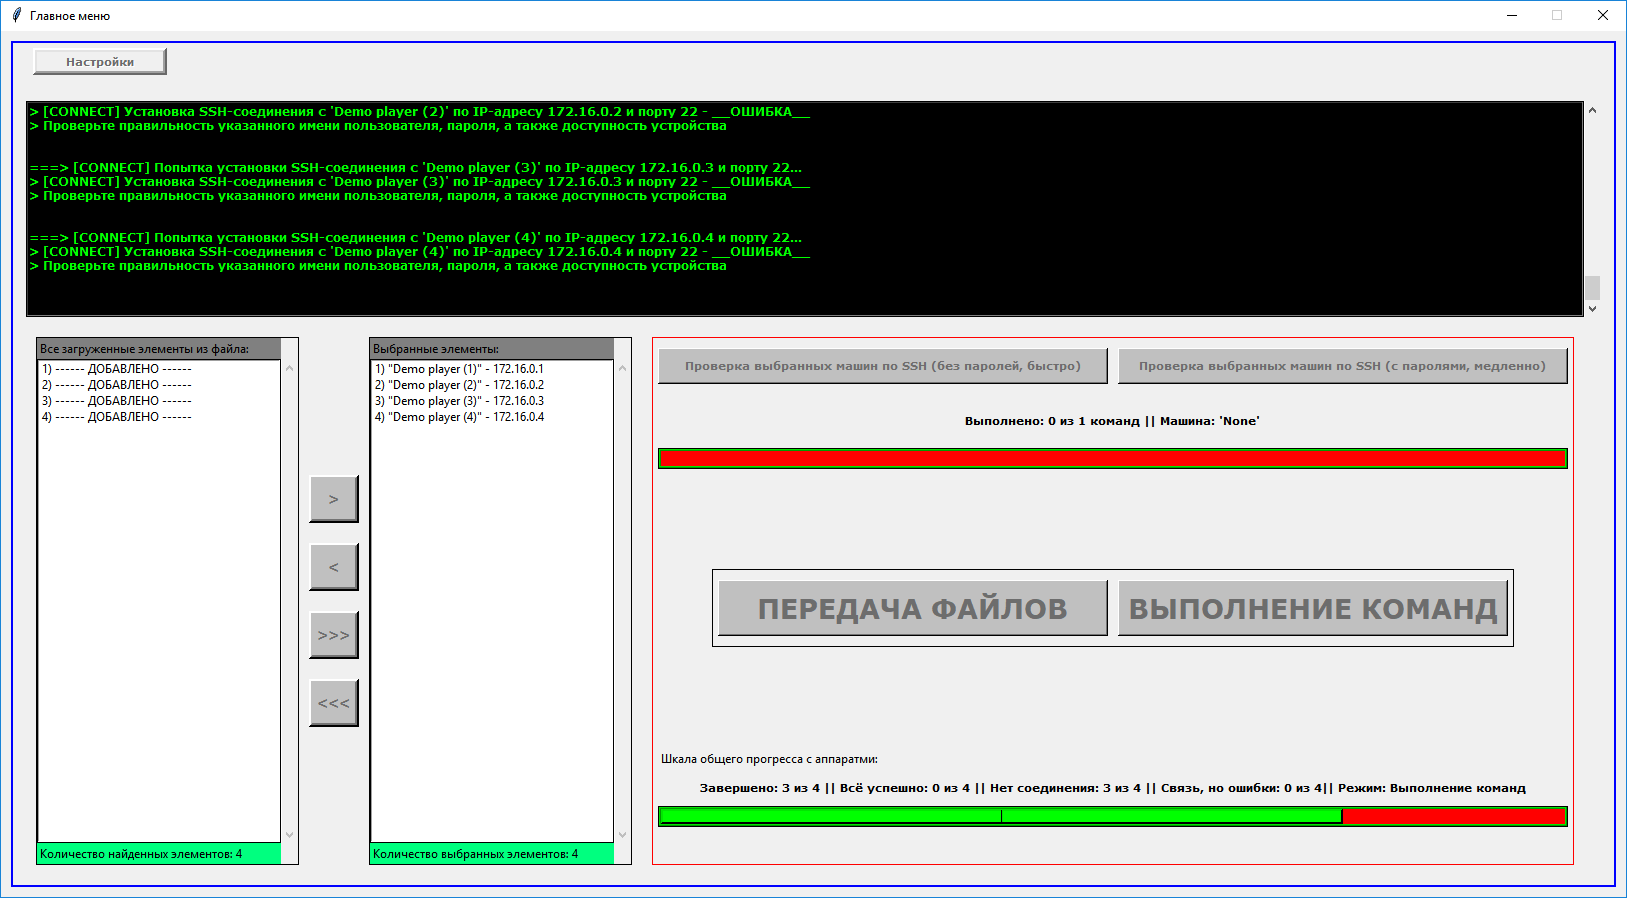 Главное меню
Настройки
> [CONNECT] Установка SSH-соединения с 'Demo player (2)' по IP-адресу 172.16.0.2 и порту 22 - __ОШИБКА__
> Проверьте правильность указанного имени пользователя, пароля, а также доступность устройства
===> [CONNECT] Попытка установки SSH-соединения с 'Demo player (3)' по IP-адресу 172.16.0.3 и порту 22...
> [CONNECT] Установка SSH-соединения с 'Demo player (3)' по IP-адресу 172.16.0.3 и порту 22 - __ОШИБКА__
> Проверьте правильность указанного имени пользователя, пароля, а также доступность устройства
===> [CONNECT] Попытка установки SSH-соединения с 'Demo player (4)' по IP-адресу 172.16.0.4 и порту 22...
> [CONNECT] Установка SSH-соединения с 'Demo player (4)' по IP-адресу 172.16.0.4 и порту 22 - __ОШИБКА__
> Проверьте правильность указанного имени пользователя, пароля, а также доступность устройства
Все загруженные элементы из файла:
1) ------ ДОБАВЛЕНО ------
2) ------ ДОБАВЛЕНО ------
3) ------ ДОБАВЛЕНО ------
4) ------ ДОБАВЛЕНО ------
Количество найденных элементов: 4
>
<
>>>
<<<
Выбранные элементы:
1) "Demo player (1)" - 172.16.0.1
2) "Demo player (2)" - 172.16.0.2
3) "Demo player (3)" - 172.16.0.3
4) "Demo player (4)" - 172.16.0.4
Количество выбранных элементов: 4
Проверка выбранных машин по SSH (без паролей, быстро)
Проверка выбранных машин по SSH (с паролями, медленно)
Выполнено: 0 из 1 команд || Машина: 'None'
ПЕРЕДАЧА ФАЙЛОВ
ВЫПОЛНЕНИЕ КОМАНД
Шкала общего прогресса с аппаратми:
Завершено: 3 из 4 || Всё успешно: 0 из 4 || Нет соединения: 3 из 4 || Связь, но ошибки: 0 из 4|| Режим: Выполнение команд